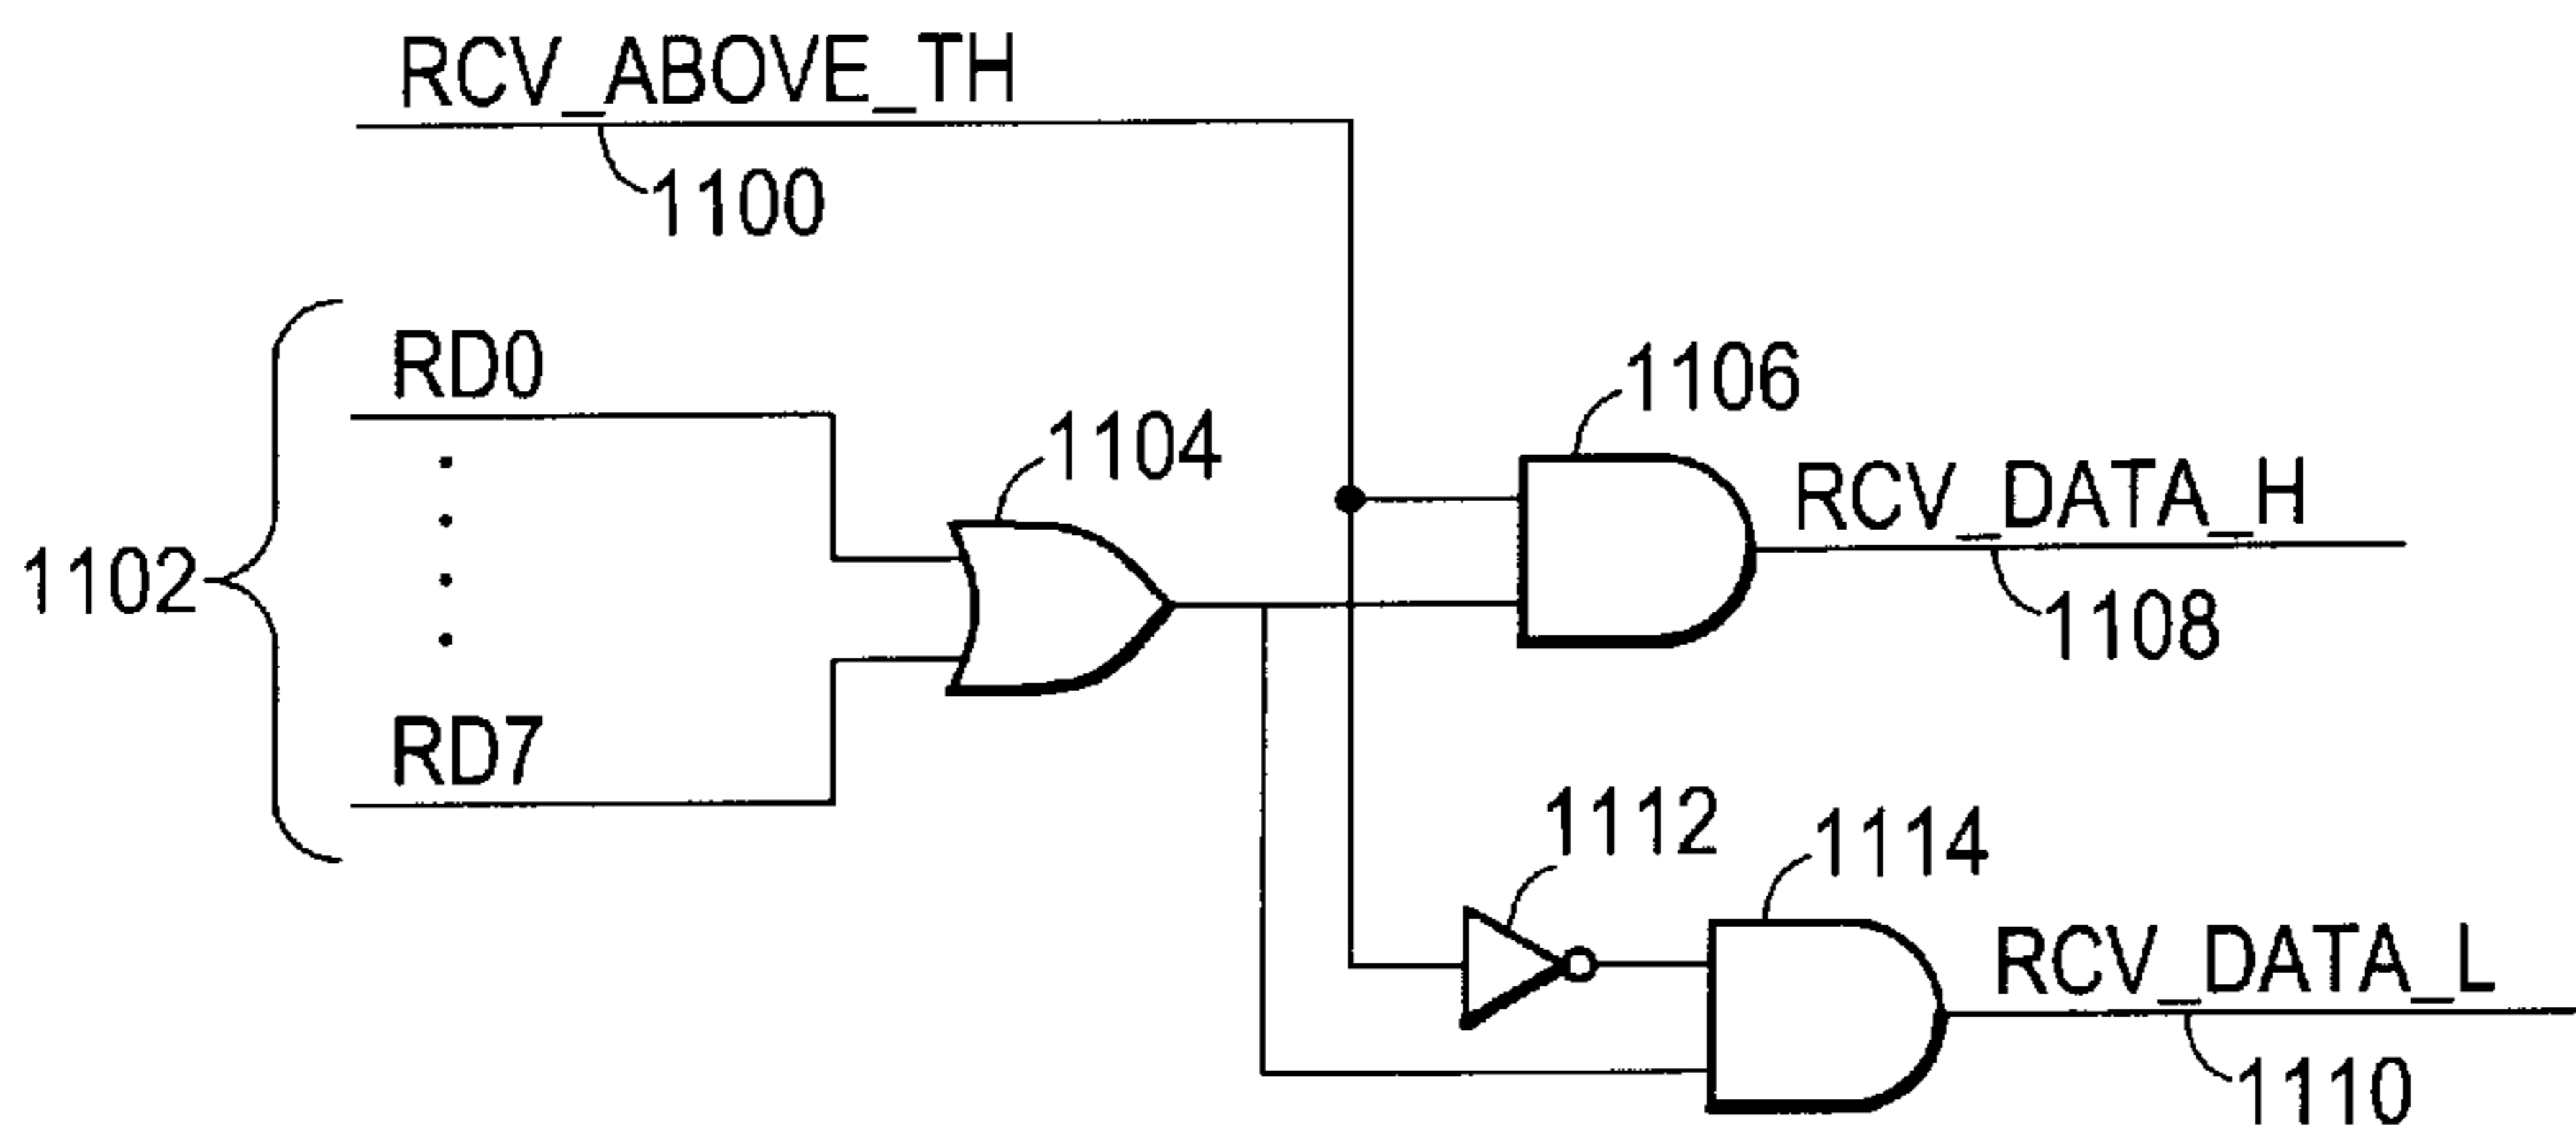 RCV_ABOVE_TH
1100
RD0
1106
1104
RCV_DATA_H
1102
1108
RD7
1112
1114
RCV_DATA_L
1110